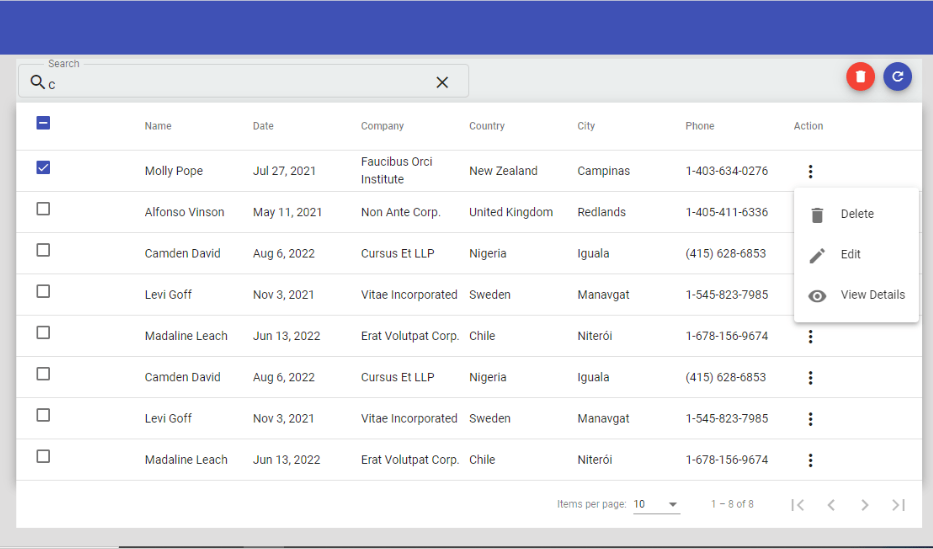 Search
c
Name Date Company Country City Phone Action
Molly Pope Jul 27, 2021 Faucibus Orci Institute New Zealand Campinas 1-403-634-0276
Alfonso Vinson May 11, 2021 Non Ante Corp. United Kingdom Redlands 1-405-411-6336
Delete
Camden David Aug 6, 2022 Cursus Et LLP Nigeria Iguala (415) 628-6853
Edit
Levi Goff Nov 3, 2021 Vitae Incorporated Sweden Manavgat 1-545-823-7985
View Details
Madaline Leach Jun 13, 2022 Erat Volutpat Corp. Chile Niterói 1-678-156-9674
Camden David Aug 6, 2022 Cursus Et LLP Nigeria Iguala (415) 628-6853
Levi Goff Nov 3, 2021 Vitae Incorporated Sweden Manavgat 1-545-823-7985
Madaline Leach Jun 13, 2022 Erat Volutpat Corp. Chile Niterói 1-678-156-9674
Items per page: 10 1 – 8 of 8